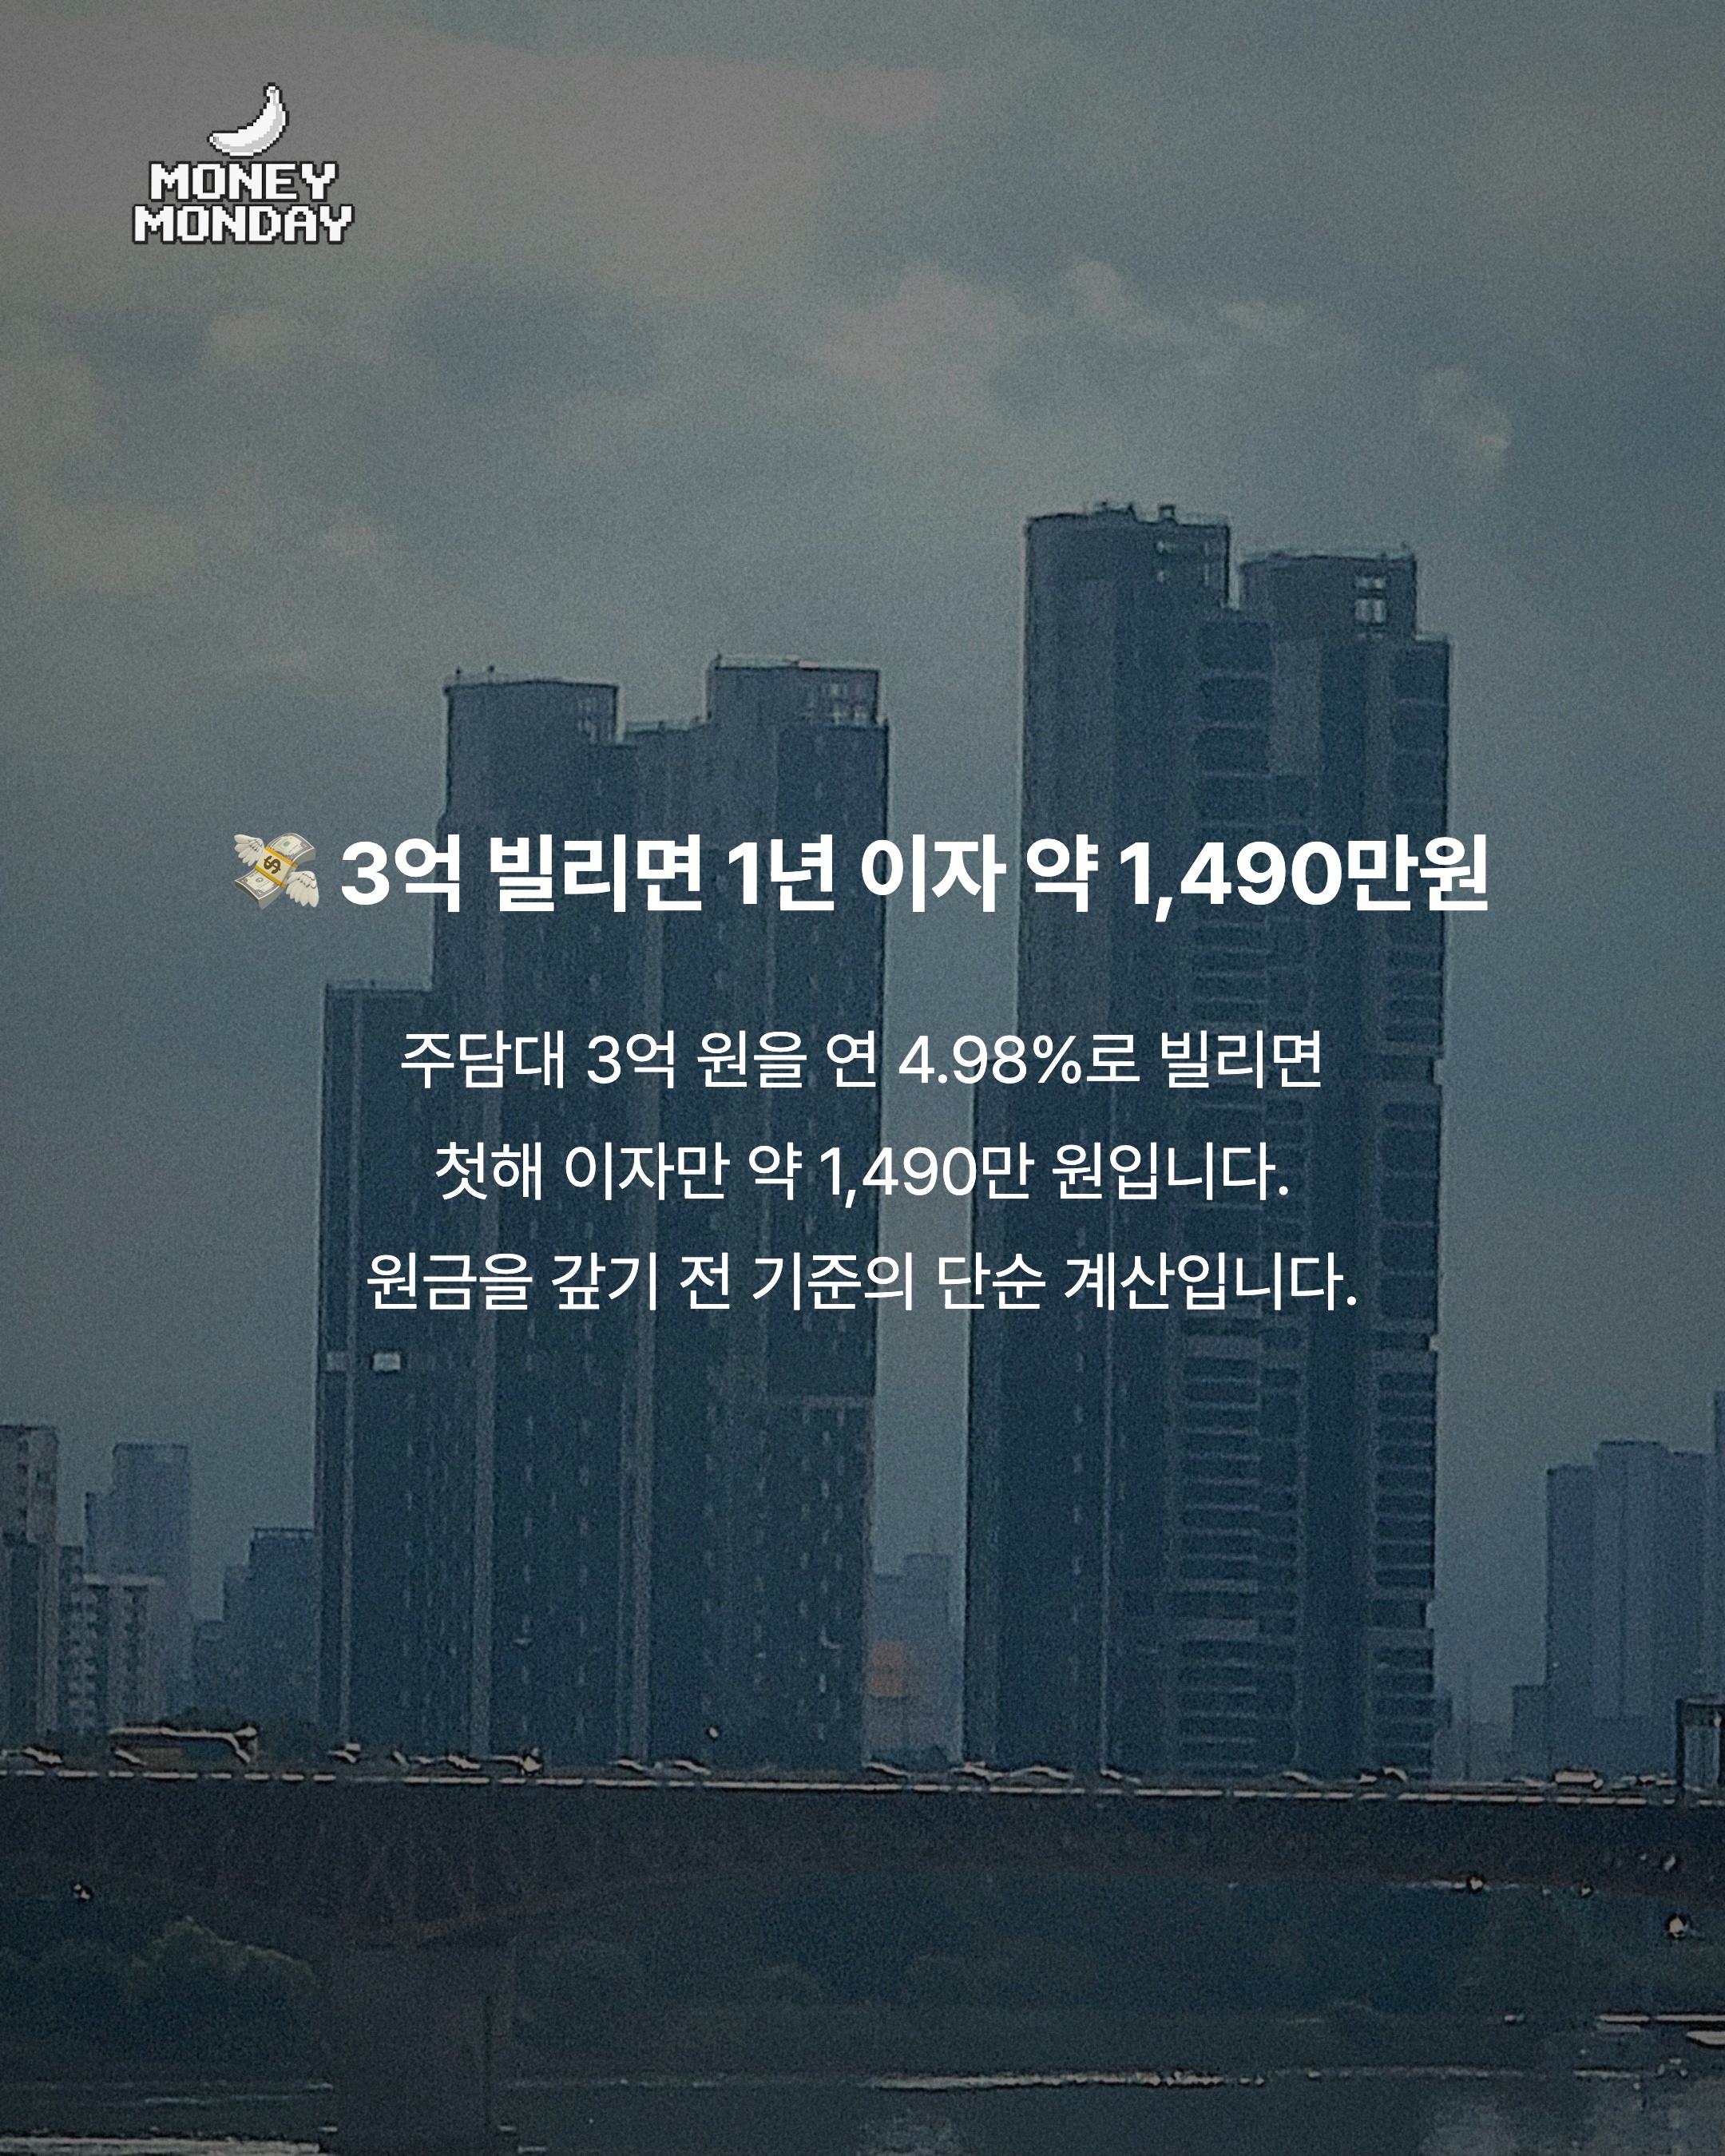 MONEY
MONDAY
💸 3억 빌리면 1년 이자 약 1,490만원
주담대 3억 원을 연 4.98%로 빌리면
첫해 이자만 약 1,490만 원입니다.
원금을 갚기 전 기준의 단순 계산입니다.